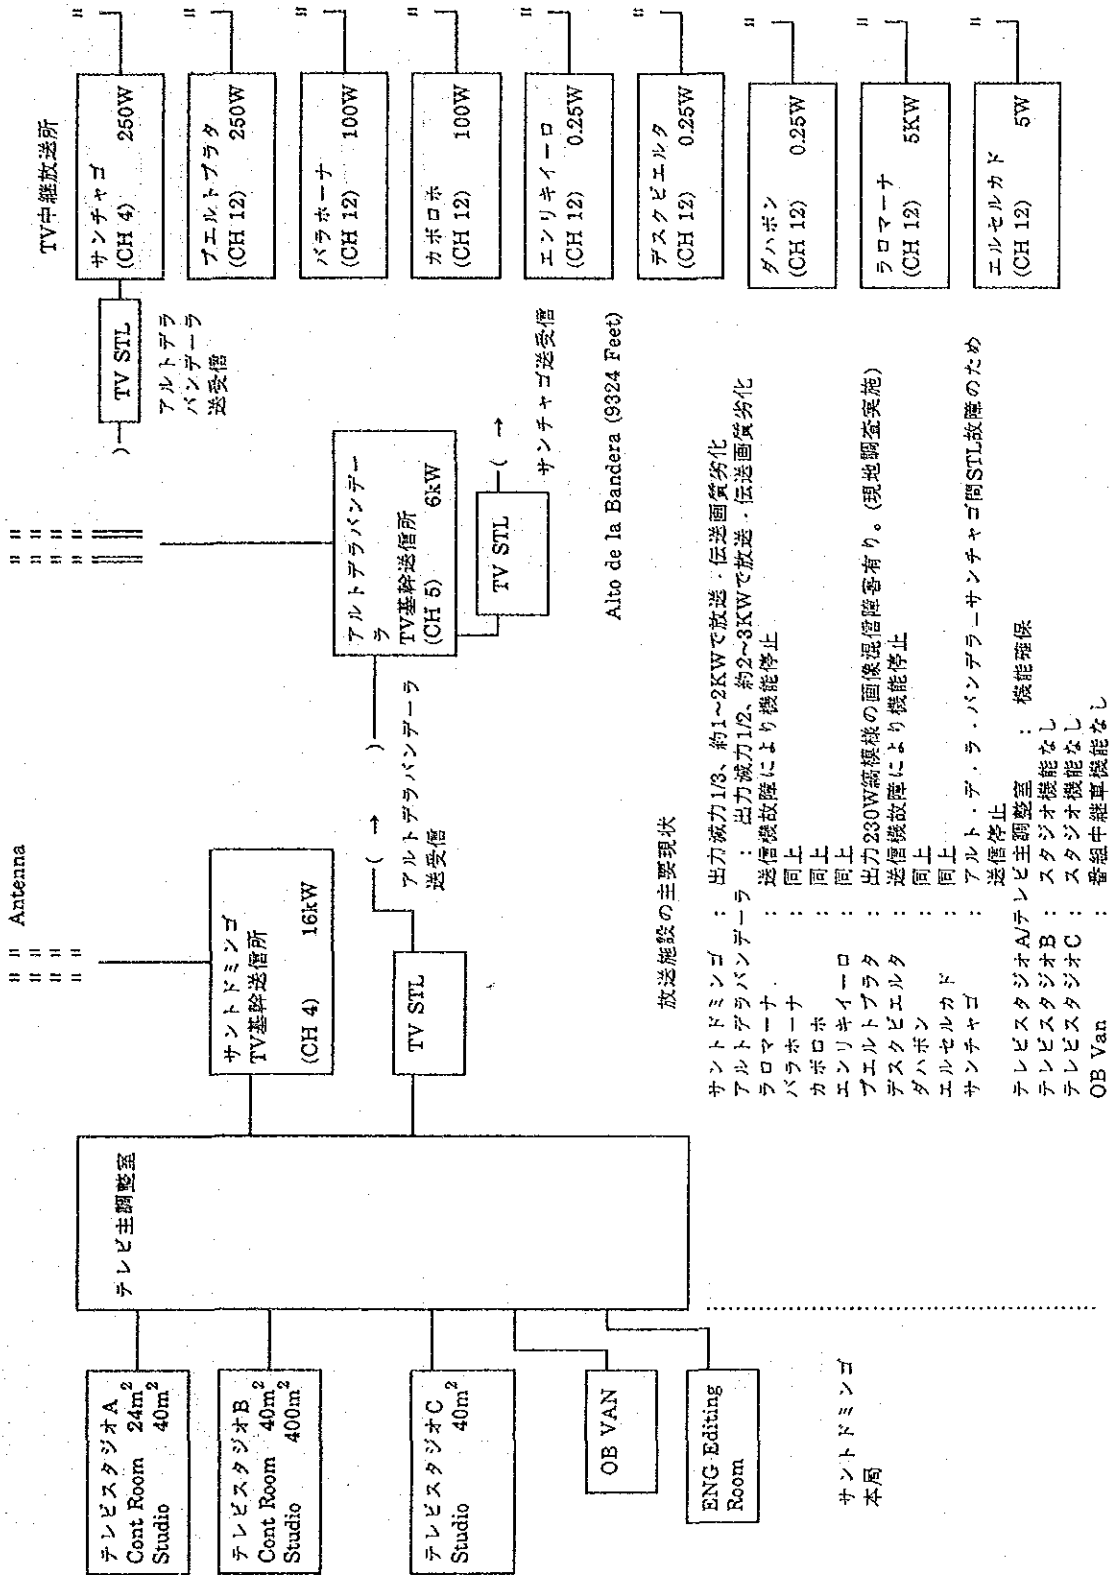 テレビスタジオA
Cont Room 24m²
Studio 40m²
テレビスタジオB
Cont Room 40m²
Studio 400m²
テレビスタジオC
Studio 40m²
OB VAN
ENG Editing
Room
サントドミンゴ
本局
テレビ主調整室
Antenna
サントドミンゴ
TV基幹送信所
(CH 4) 16kW
TV STL
アルトデラバンデーラ
送受信
アルトデラバンデー
ラ
TV基幹送信所
(CH 5) 6kW
TV STL
サンチャゴ送受信
Alto de la Bandera (9324 Feet)
TV STL
アルトデラ
バンデーラ
送受信
TV中継放送所
サンチャゴ
(CH 4) 250W
プエルトプラタ
(CH 12) 250W
バラホーナ
(CH 12) 100W
カボロホ
(CH 12) 100W
エンリキイーロ
(CH 12) 0.25W
デスクビエルタ
(CH 12) 0.25W
ダハボン
(CH 12) 0.25W
ラロマーナ
(CH 12) 5KW
エルセルカド
(CH 12) 5W
放送施設の主要現状
サントドミンゴ : 出力減力1/3、約1~2KWで放送・伝送画質劣化
アルトデラバンデーラ : 出力減力1/2、約2~3KWで放送・伝送画質劣化
ラロマーナ : 送信機故障により機能停止
バラホーナ : 同上
カボロホ : 同上
エンリキイーロ : 同上
プエルトプラタ : 出力230W縞模様の画像混信障害有り。(現地調査実施)
デスクビエルタ : 送信機故障により機能停止
ダハボン : 同上
エルセルカド : 同上
サンチャゴ : アルト・デ・ラ・バンデラーサンチャゴ間STL故障のため
送信停止
テレビスタジオA/テレビ主調整室 : 機能確保
テレビスタジオB : スタジオ機能なし
テレビスタジオC : スタジオ機能なし
OB Van : 番組中継車機能なし